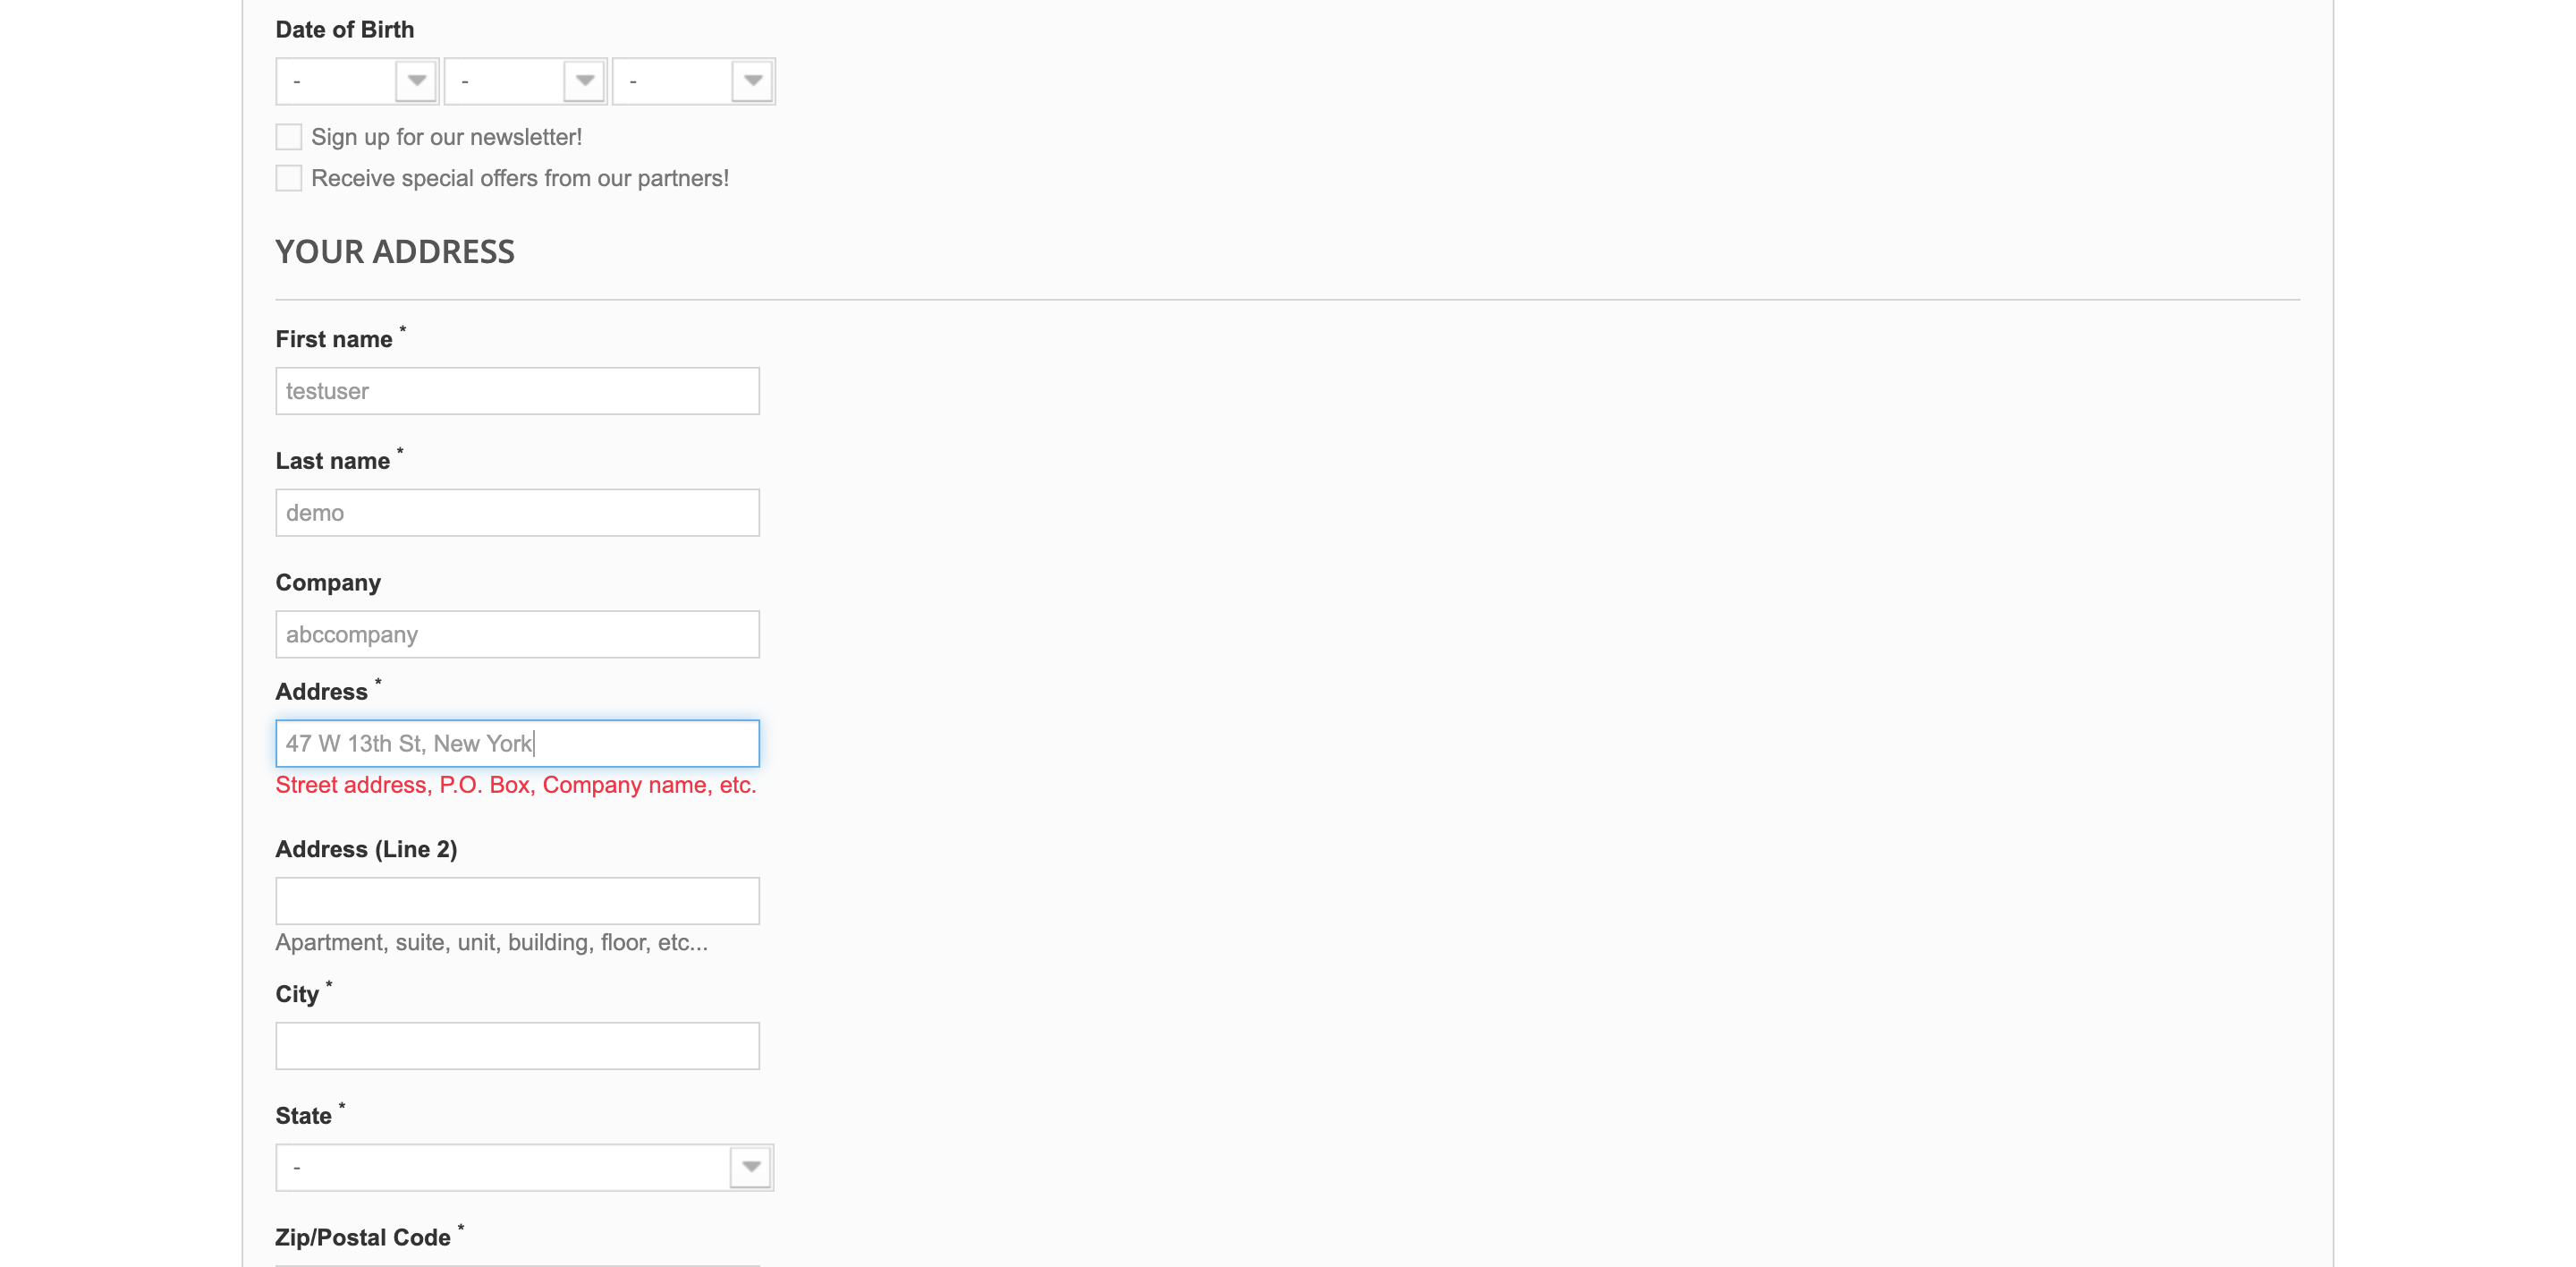 Date of Birth
- - -
Sign up for our newsletter!
Receive special offers from our partners!
YOUR ADDRESS
First name *
testuser
Last name *
demo
Company
abccompany
Address *
47 W 13th St, New York
Street address, P.O. Box, Company name, etc.
Address (Line 2)
Apartment, suite, unit, building, floor, etc...
City *
State *
-
Zip/Postal Code *